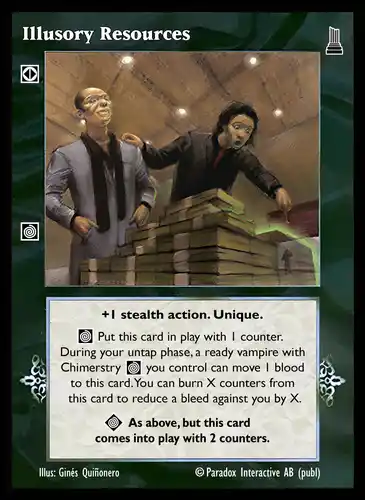 Illusory Resources
+1 stealth action. Unique.
Put this card in play with 1 counter.
During your untap phase, a ready vampire with
Chimerstry you control can move 1 blood
to this card.You can burn X counters from
this card to reduce a bleed against you by X.
As above, but this card
comes into play with 2 counters.
Illus: Ginés Quiñonero
© Paradox Interactive AB (publ)